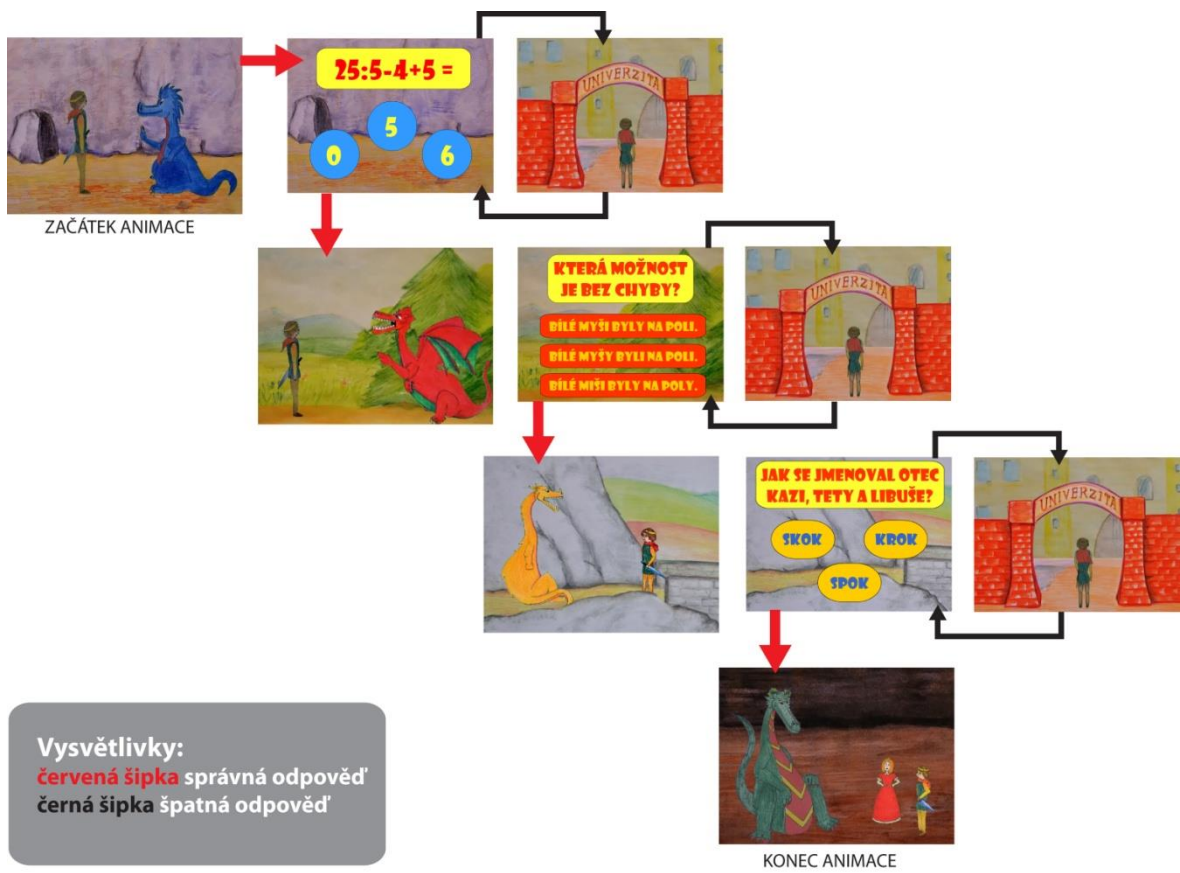 25:5-4+5 =
5
0
6
UNIVERZITA
ZAČÁTEK ANIMACE
KTERÁ MOŽNOST
JE BEZ CHYBY?
BÍLÉ MYŠI BYLY NA POLI.
BÍLÉ MYŠY BYLI NA POLI.
BÍLÉ MIŠI BYLY NA POLY.
UNIVERZITA
JAK SE JMENOVAL OTEC
KAZI, TETY A LIBUŠE?
SKOK
KROK
SPOK
UNIVERZITA
Vysvětlivky:
červená šipka správná odpověď
černá šipka špatná odpověď
KONEC ANIMACE